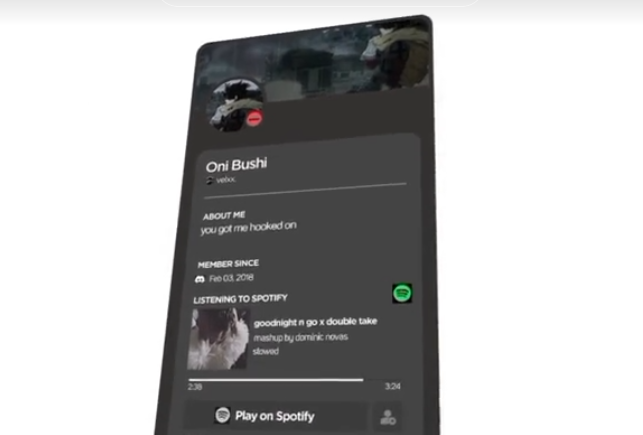 Oni Bushi
velxx.
ABOUT ME
you got me hooked on
MEMBER SINCE
Feb 03, 2018
LISTENING TO SPOTIFY
goodnight n go x double take
mashup by dominic novas
slowed
2:38 3:24
Play on Spotify